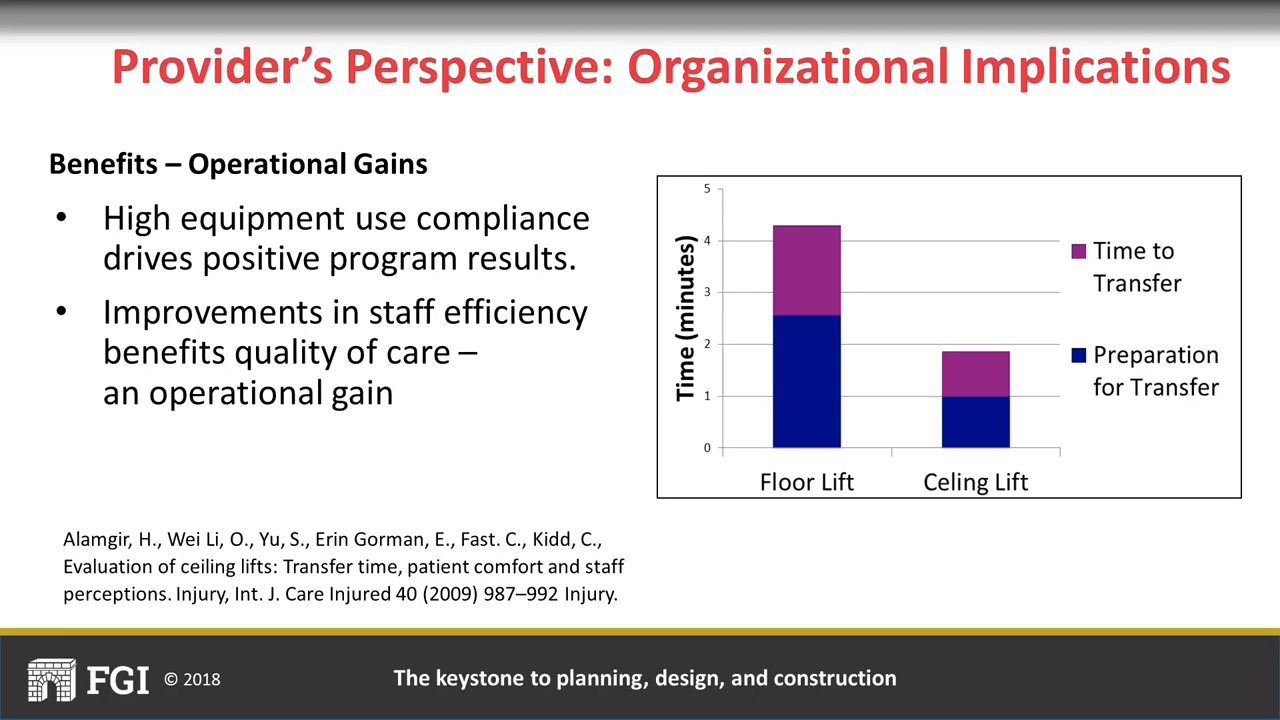 Provider’s Perspective: Organizational Implications
Benefits – Operational Gains
• High equipment use compliance
drives positive program results.
• Improvements in staff efficiency
benefits quality of care –
an operational gain
5
4
3
2
1
0
Time (minutes)
Floor Lift
Celing Lift
Time to
Transfer
Preparation
for Transfer
Alamgir, H., Wei Li, O., Yu, S., Erin Gorman, E., Fast. C., Kidd, C.,
Evaluation of ceiling lifts: Transfer time, patient comfort and staff
perceptions. Injury, Int. J. Care Injured 40 (2009) 987–992 Injury.
FGI © 2018
The keystone to planning, design, and construction